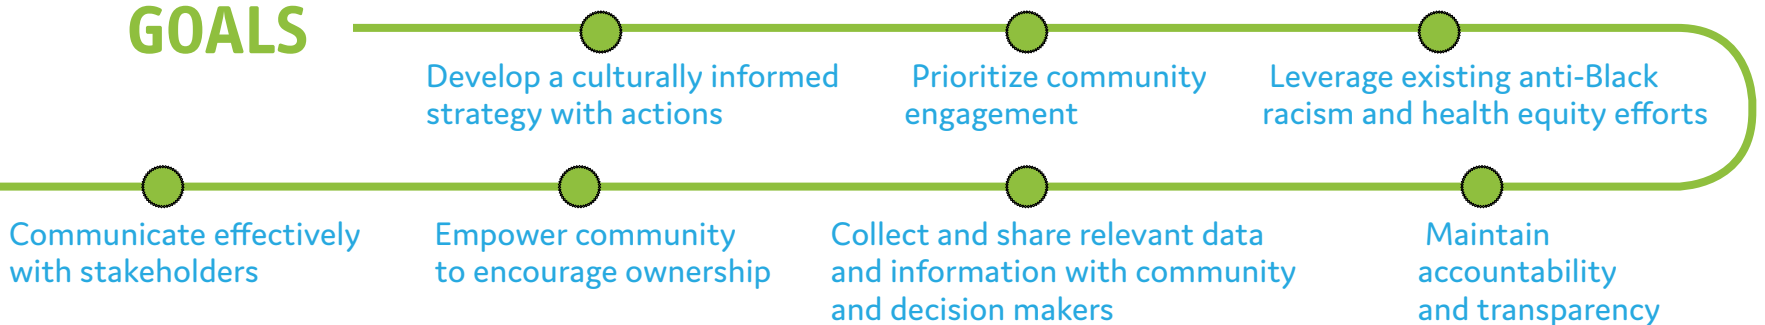 GOALS
Develop a culturally informed
strategy with actions
Prioritize community
engagement
Leverage existing anti-Black
racism and health equity efforts
Communicate effectively
with stakeholders
Empower community
to encourage ownership
Collect and share relevant data
and information with community
and decision makers
Maintain
accountability
and transparency